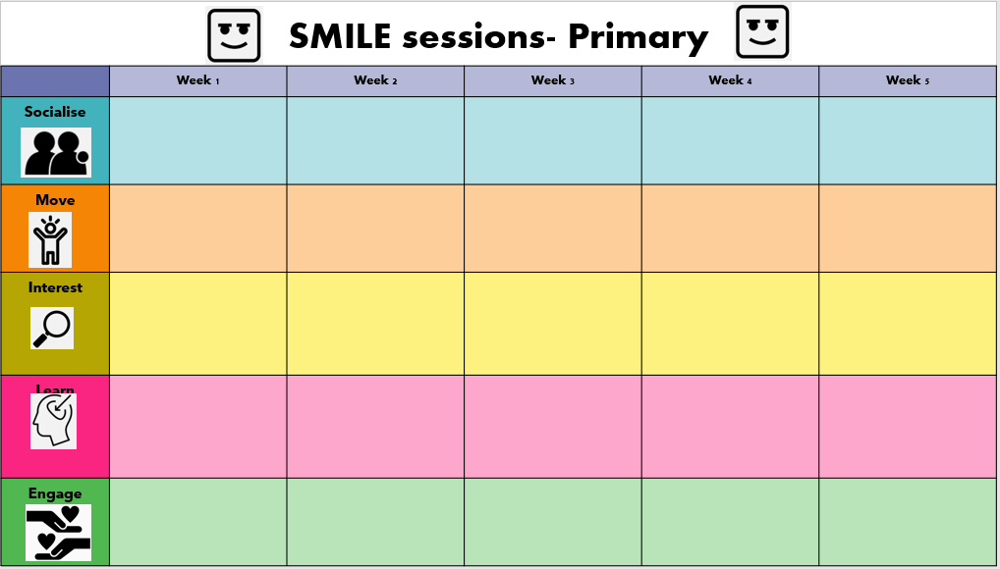 SMILE sessions- Primary
Week 1 Week 2 Week 3 Week 4 Week 5
Socialise
Move
Interest
Learn
Engage